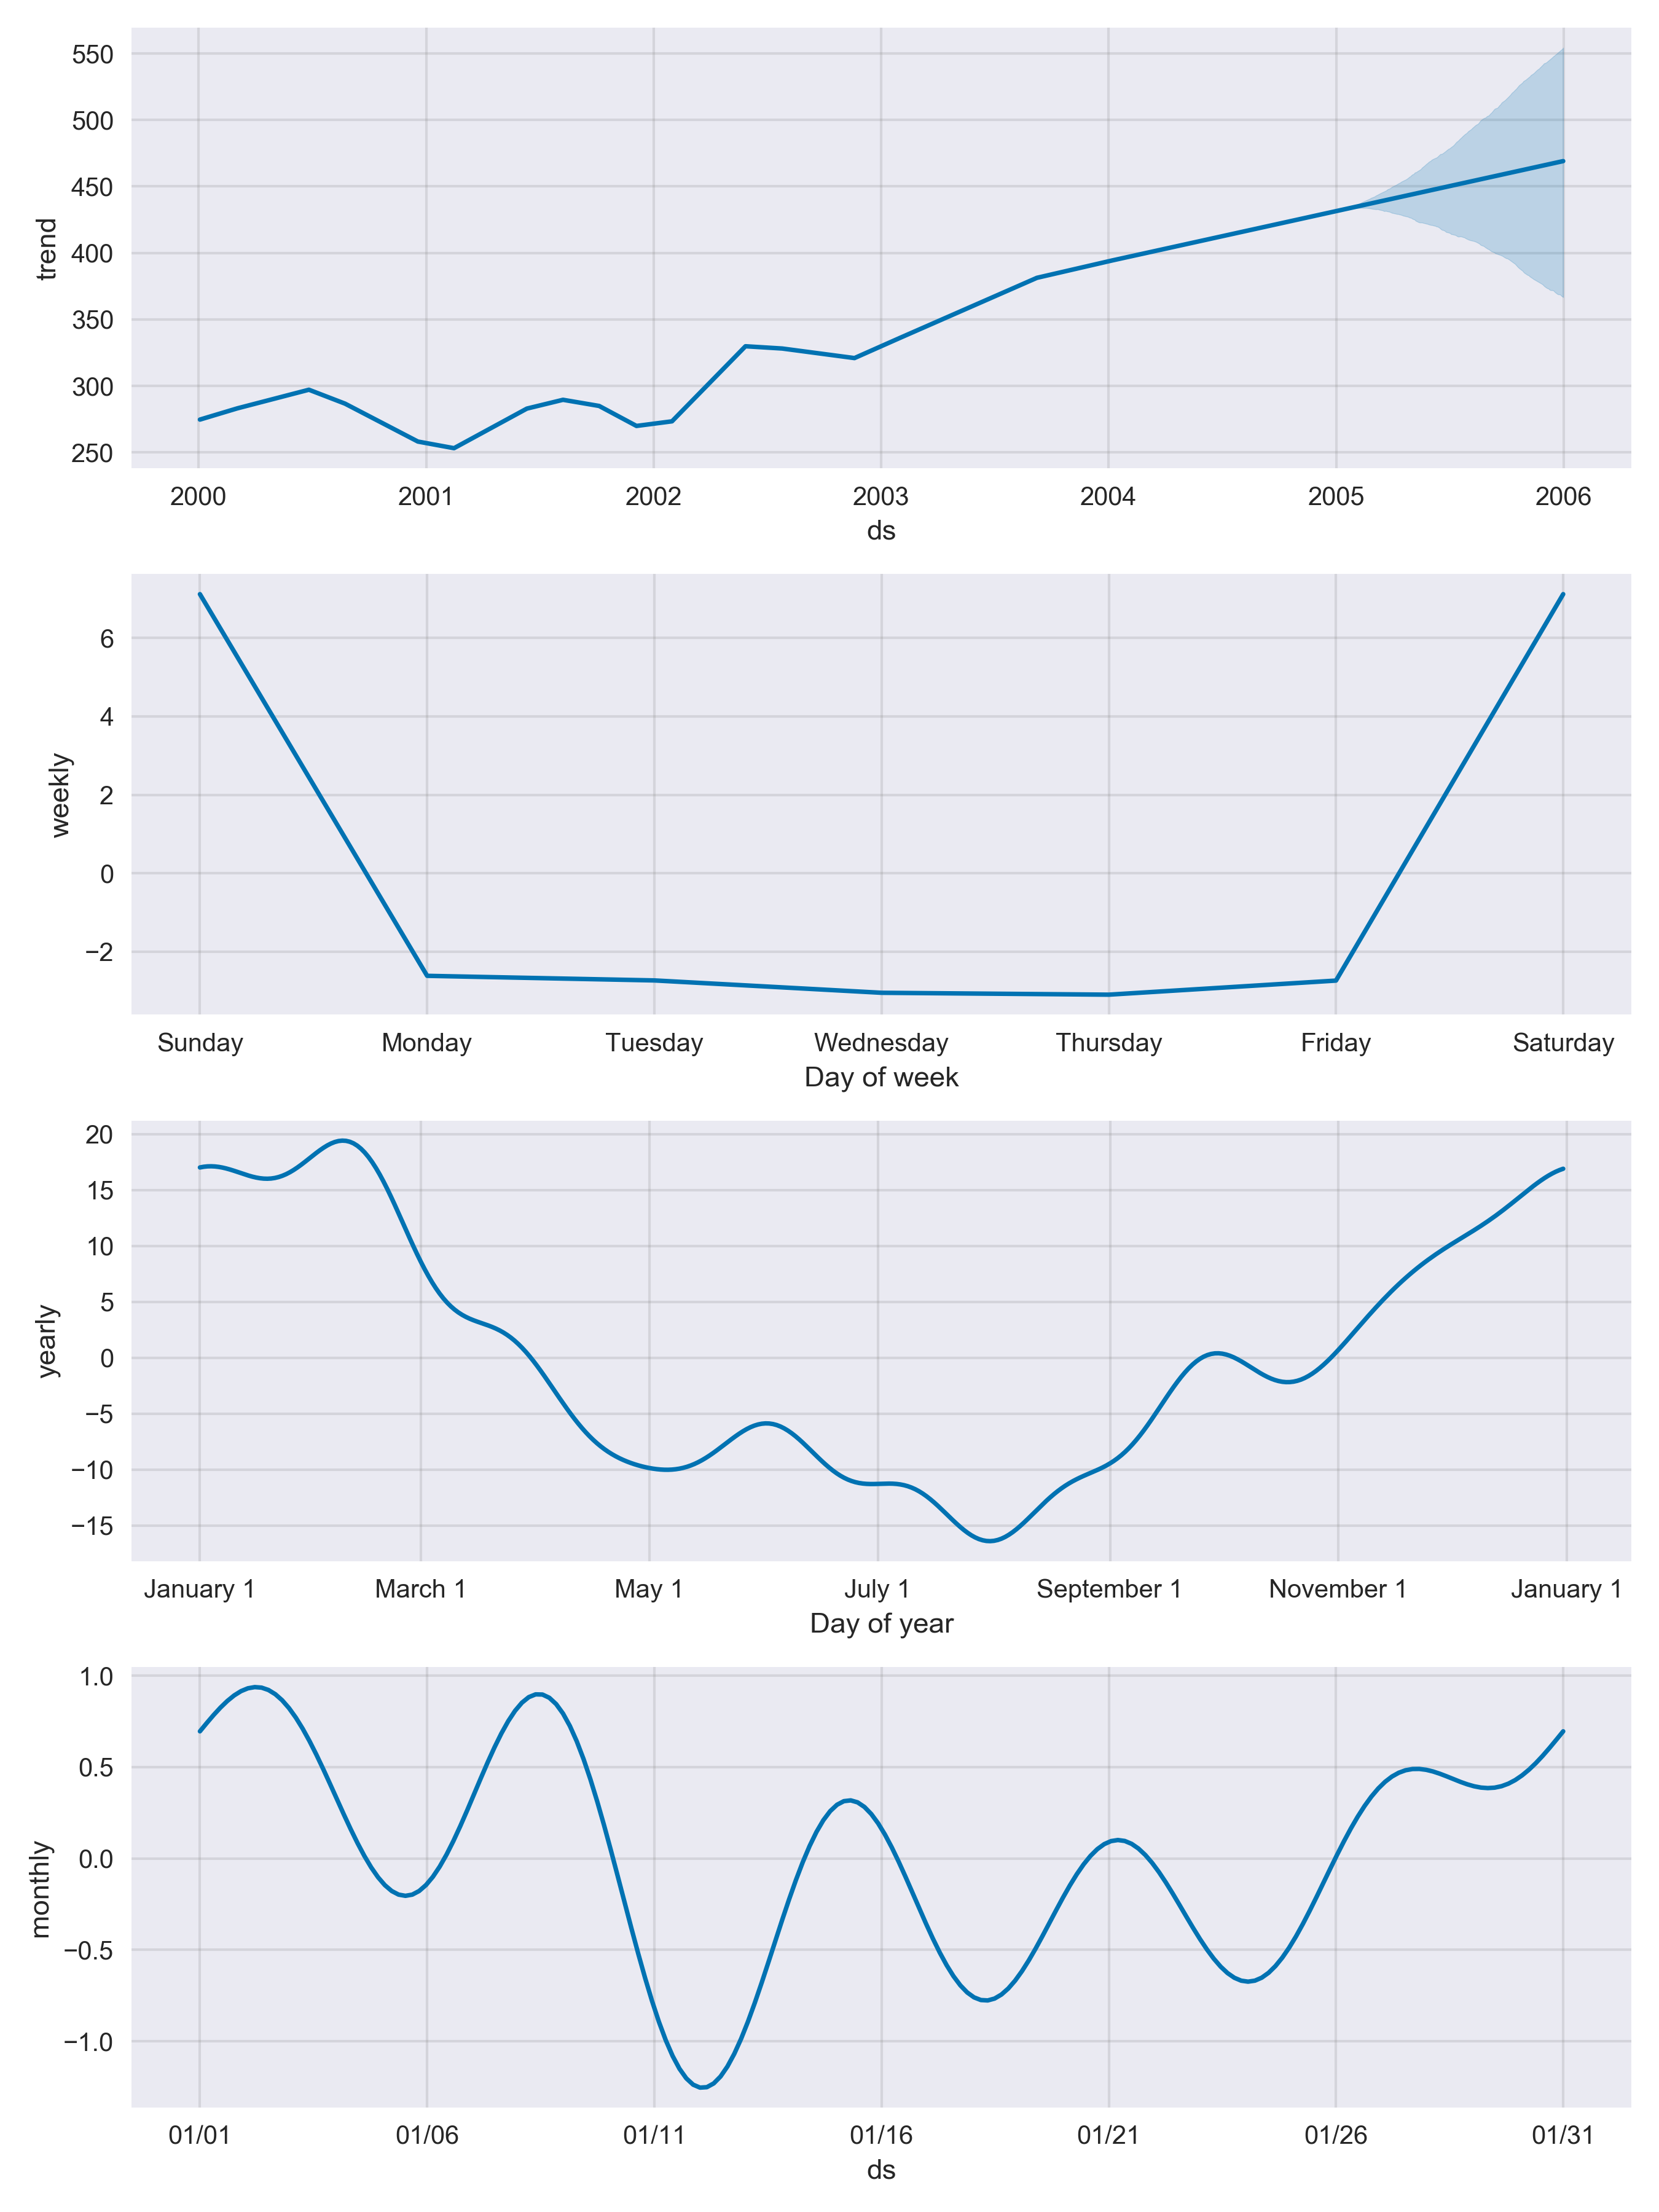 550
500
450
400
350
300
250
trend
2000 2001 2002 2003 2004 2005 2006
ds
6
4
2
0
−2
weekly
Sunday Monday Tuesday Wednesday Thursday Friday Saturday
Day of week
20
15
10
5
0
−5
−10
−15
yearly
January 1 March 1 May 1 July 1 September 1 November 1 January 1
Day of year
1.0
0.5
0.0
−0.5
−1.0
monthly
01/01 01/06 01/11 01/16 01/21 01/26 01/31
ds